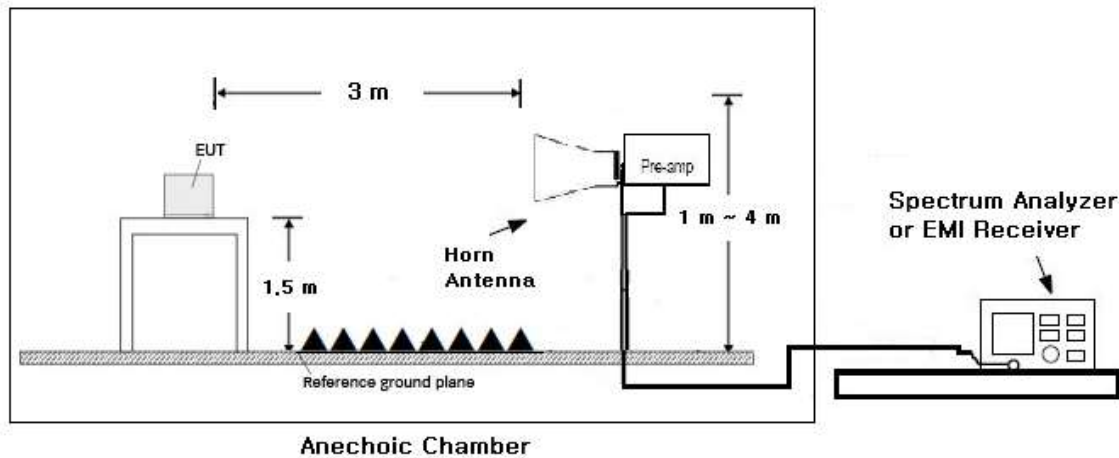 3 m
EUT
Pre-amp
1 m ~ 4 m
Spectrum Analyzer
or EMI Receiver
Horn
Antenna
1.5 m
Reference ground plane
Anechoic Chamber